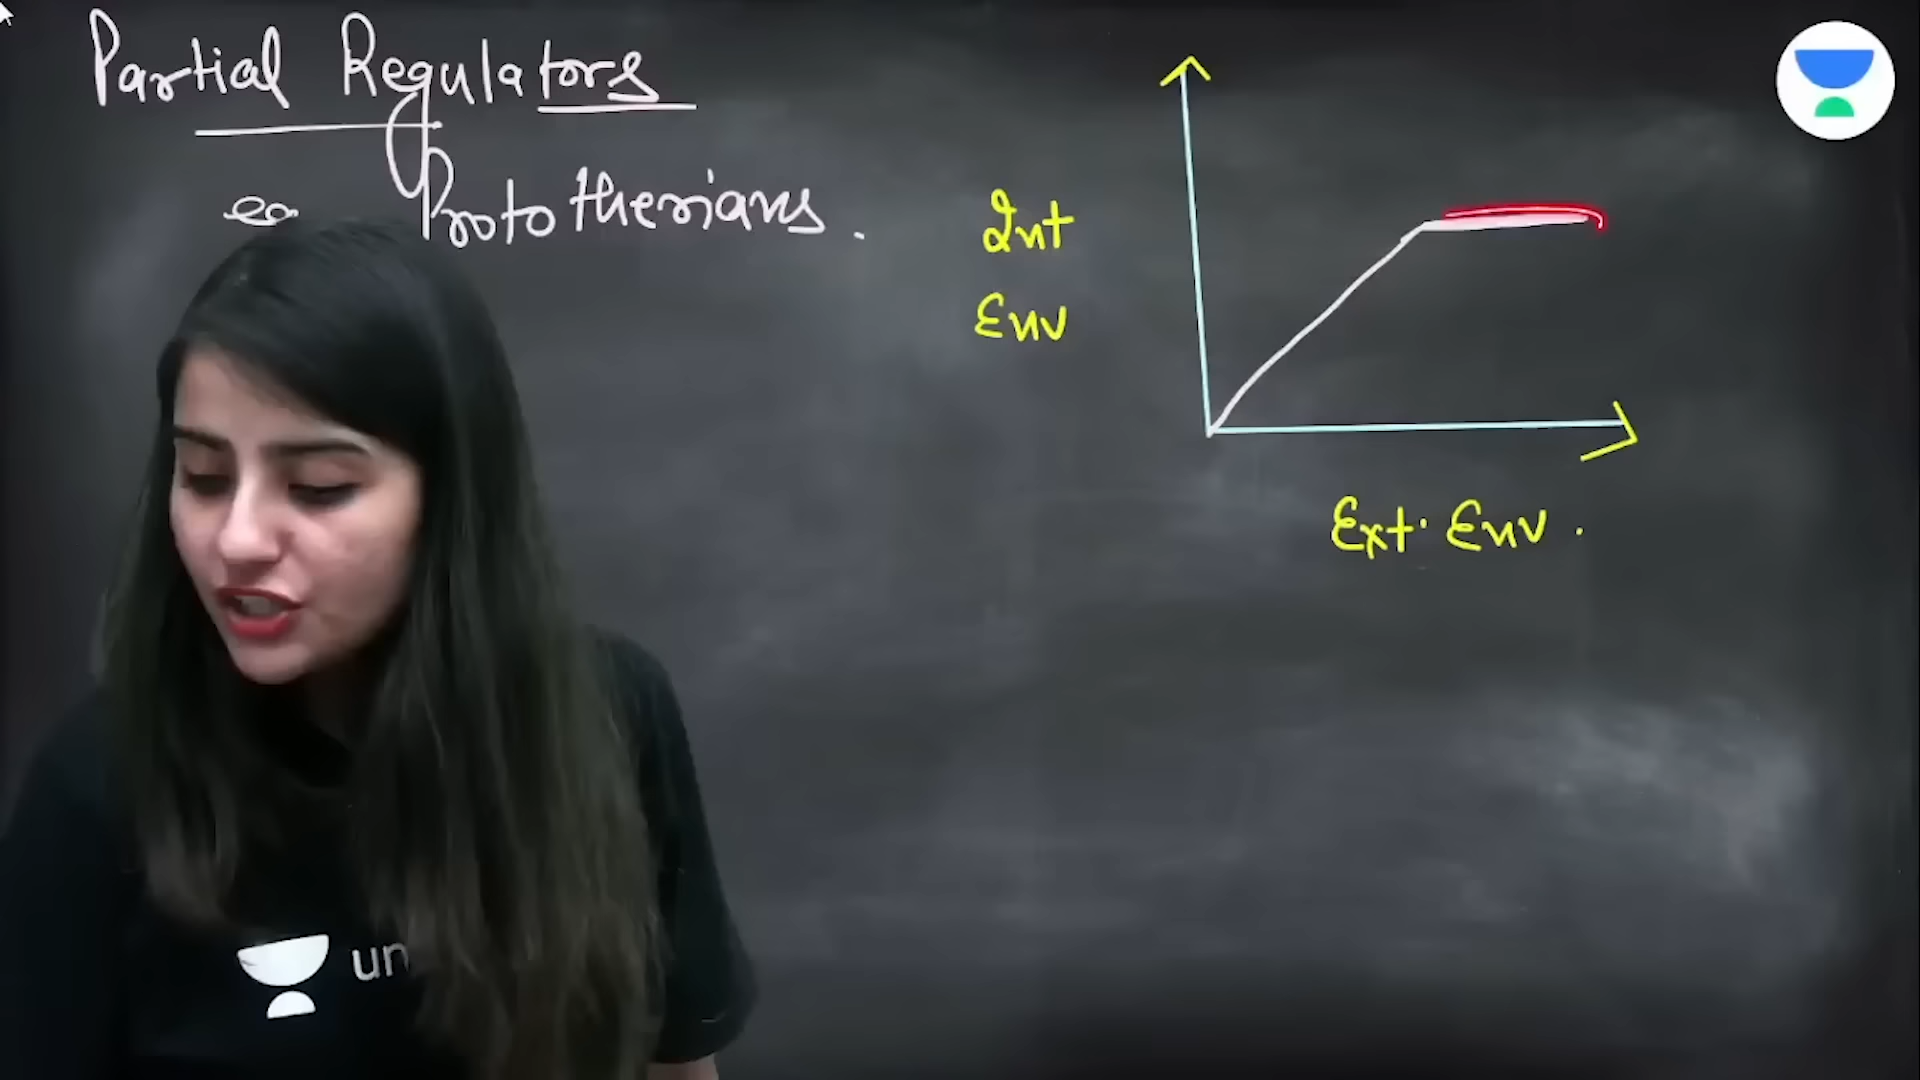 Partial Regulators
eg Prototherians.
Int
Env
Ext. Env.
un